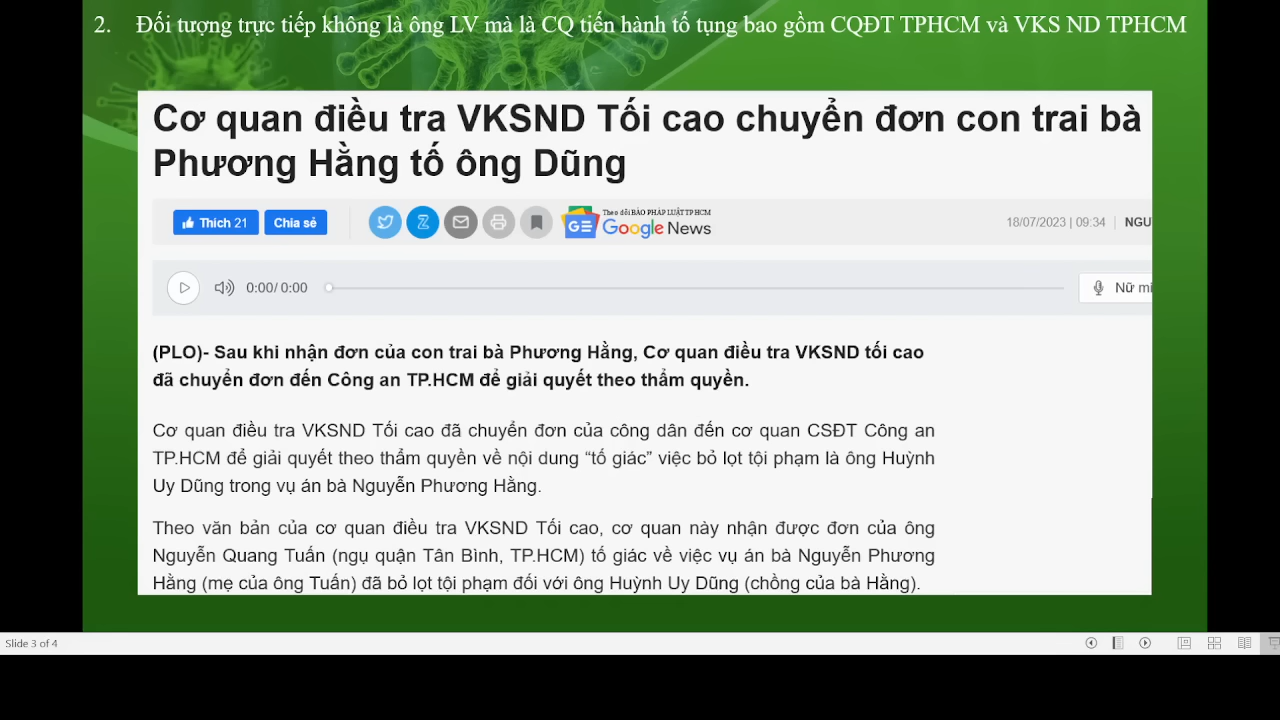 2. Đối tượng trực tiếp không là ông LV mà là CQ tiến hành tố tụng bao gồm CQĐT TPHCM và VKS ND TPHCM
Cơ quan điều tra VKSND Tối cao chuyển đơn con trai bà
Phương Hằng tố ông Dũng
Thích 21 Chia sẻ Theo dõi BÁO PHÁP LUẬT TP HCM
GE Google News 18/07/2023 | 09:34 NGU
0:00/ 0:00 Nữ mi
(PLO)- Sau khi nhận đơn của con trai bà Phương Hằng, Cơ quan điều tra VKSND tối cao
đã chuyển đơn đến Công an TP.HCM để giải quyết theo thẩm quyền.
Cơ quan điều tra VKSND Tối cao đã chuyển đơn của công dân đến cơ quan CSĐT Công an
TP.HCM để giải quyết theo thẩm quyền về nội dung “tố giác” việc bỏ lọt tội phạm là ông Huỳnh
Uy Dũng trong vụ án bà Nguyễn Phương Hằng.
Theo văn bản của cơ quan điều tra VKSND Tối cao, cơ quan này nhận được đơn của ông
Nguyễn Quang Tuấn (ngụ quận Tân Bình, TP.HCM) tố giác về việc vụ án bà Nguyễn Phương
Hằng (mẹ của ông Tuấn) đã bỏ lọt tội phạm đối với ông Huỳnh Uy Dũng (chồng của bà Hằng).
Slide 3 of 4